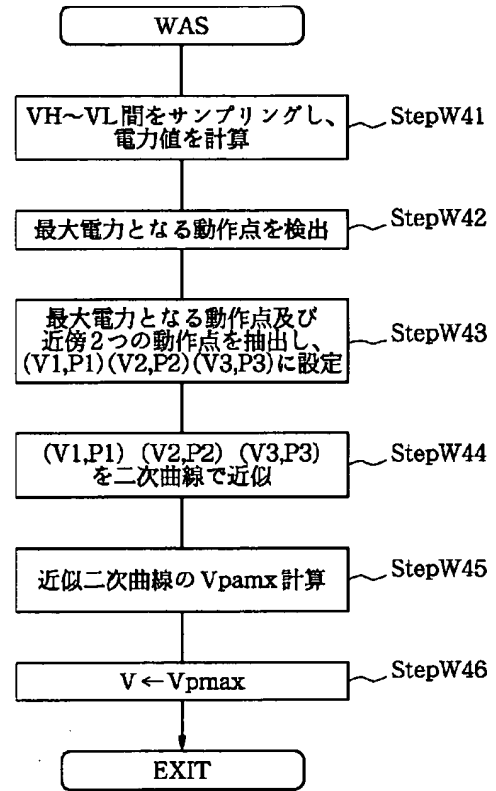 WAS
VH～VL間をサンプリングし、
電力値を計算
StepW41
最大電力となる動作点を検出
StepW42
最大電力となる動作点及び
近傍2つの動作点を抽出し、
(V1,P1)(V2,P2)(V3,P3)に設定
StepW43
(V1,P1) (V2,P2) (V3,P3)
を二次曲線で近似
StepW44
近似二次曲線のVpamx計算
StepW45
V←Vpmax
StepW46
EXIT